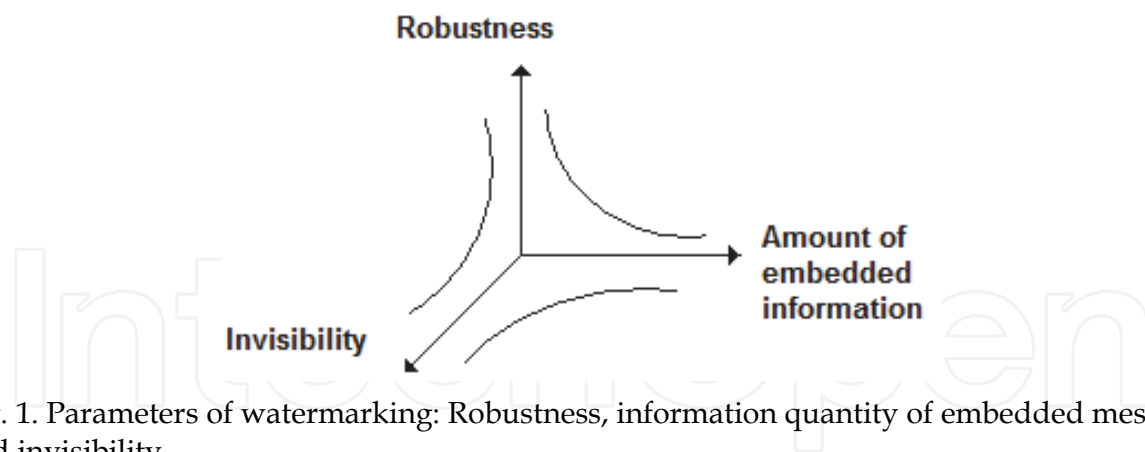 Robustness
Amount of
embedded
information
Invisibility
. 1. Parameters of watermarking: Robustness, information quantity of embedded mes
invisibility